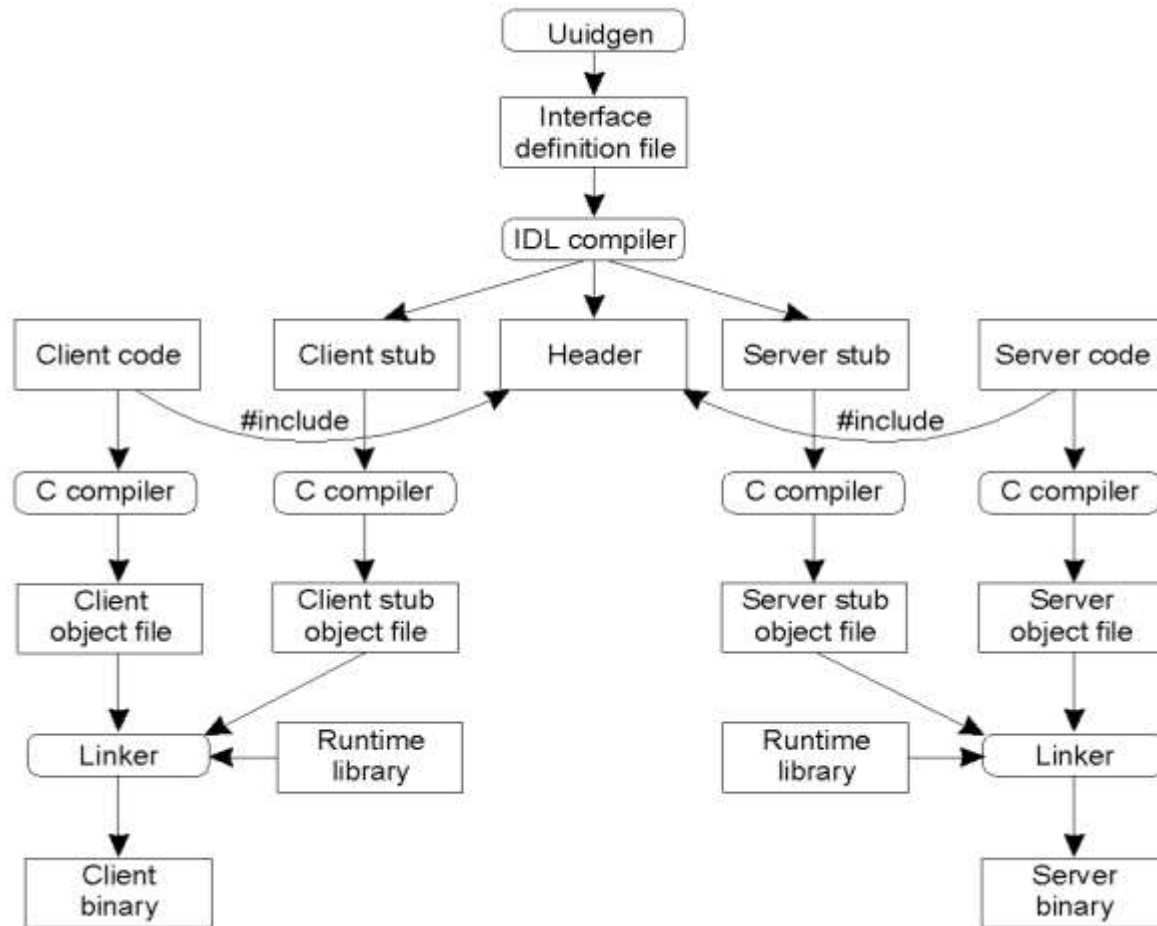 Uuidgen
Interface
definition file
IDL compiler
Client code
Client stub
Header
Server stub
Server code
#include
#include
C compiler
C compiler
C compiler
C compiler
Client
object file
Client stub
object file
Server stub
object file
Server
object file
Linker
Runtime
library
Runtime
library
Linker
Client
binary
Server
binary